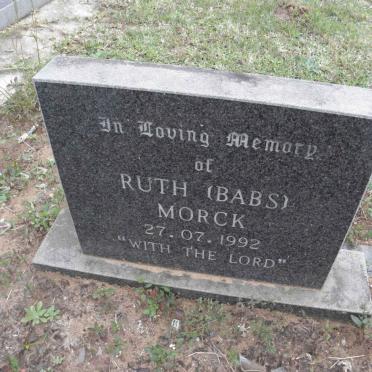 In Loving Memory
of
RUTH (BABS)
MORCK
27.07.1992
"WITH THE LORD"